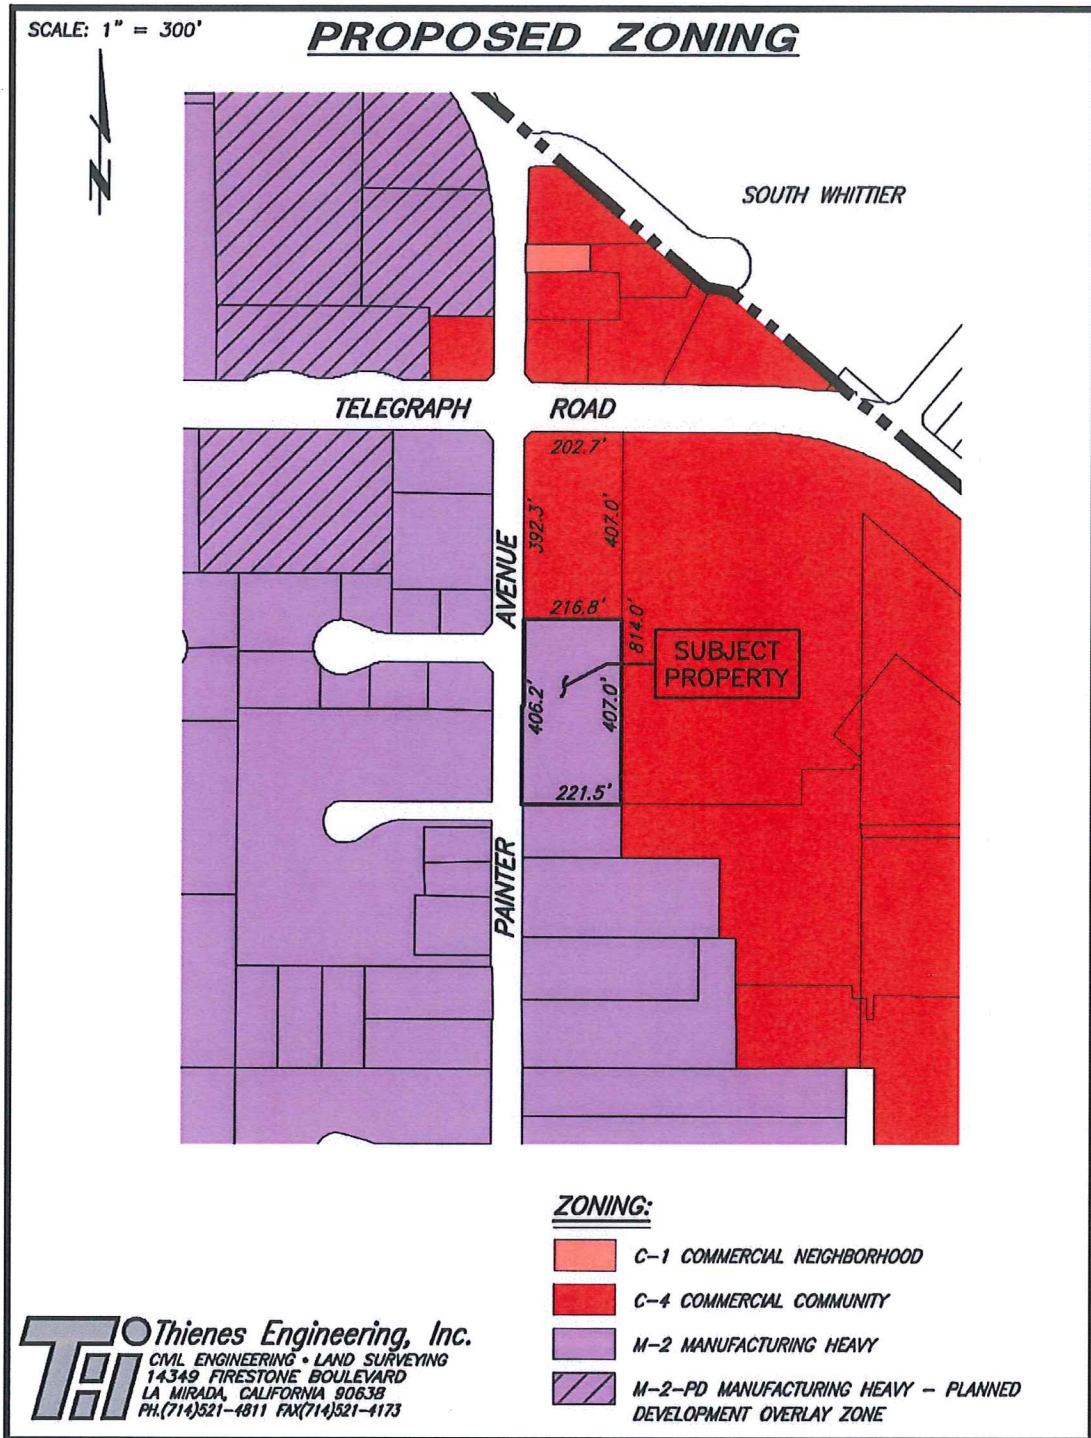 SCALE: 1" = 300'
PROPOSED ZONING
N
SOUTH WHITTIER
TELEGRAPH ROAD
202.7'
392.3'
407.0'
AVENUE
216.8'
814.0'
SUBJECT
PROPERTY
406.2'
407.0'
221.5'
PAINTER
ZONING:
C-1 COMMERCIAL NEIGHBORHOOD
C-4 COMMERCIAL COMMUNITY
M-2 MANUFACTURING HEAVY
M-2-PD MANUFACTURING HEAVY - PLANNED
DEVELOPMENT OVERLAY ZONE
THi
Thienes Engineering, Inc.
CIVIL ENGINEERING • LAND SURVEYING
14349 FIRESTONE BOULEVARD
LA MIRADA, CALIFORNIA 90638
PH.(714)521-4811 FAX(714)521-4173